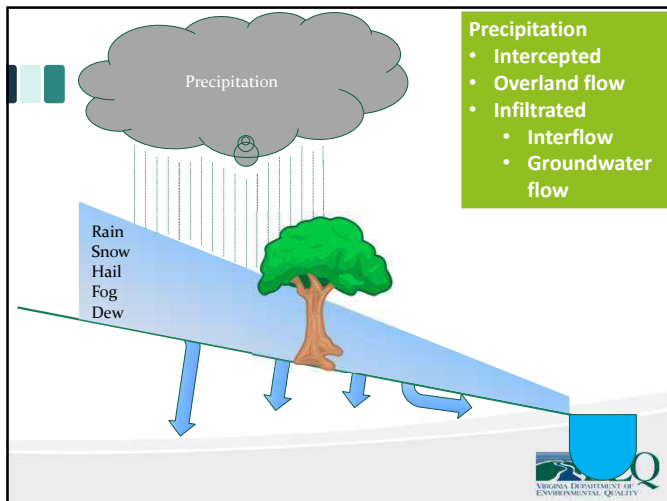 Precipitation
Precipitation
• Intercepted
• Overland flow
• Infiltrated
• Interflow
• Groundwater
flow
Rain
Snow
Hail
Fog
Dew
Q
VIRGINIA DEPARTMENT OF
ENVIRONMENTAL QUALITY